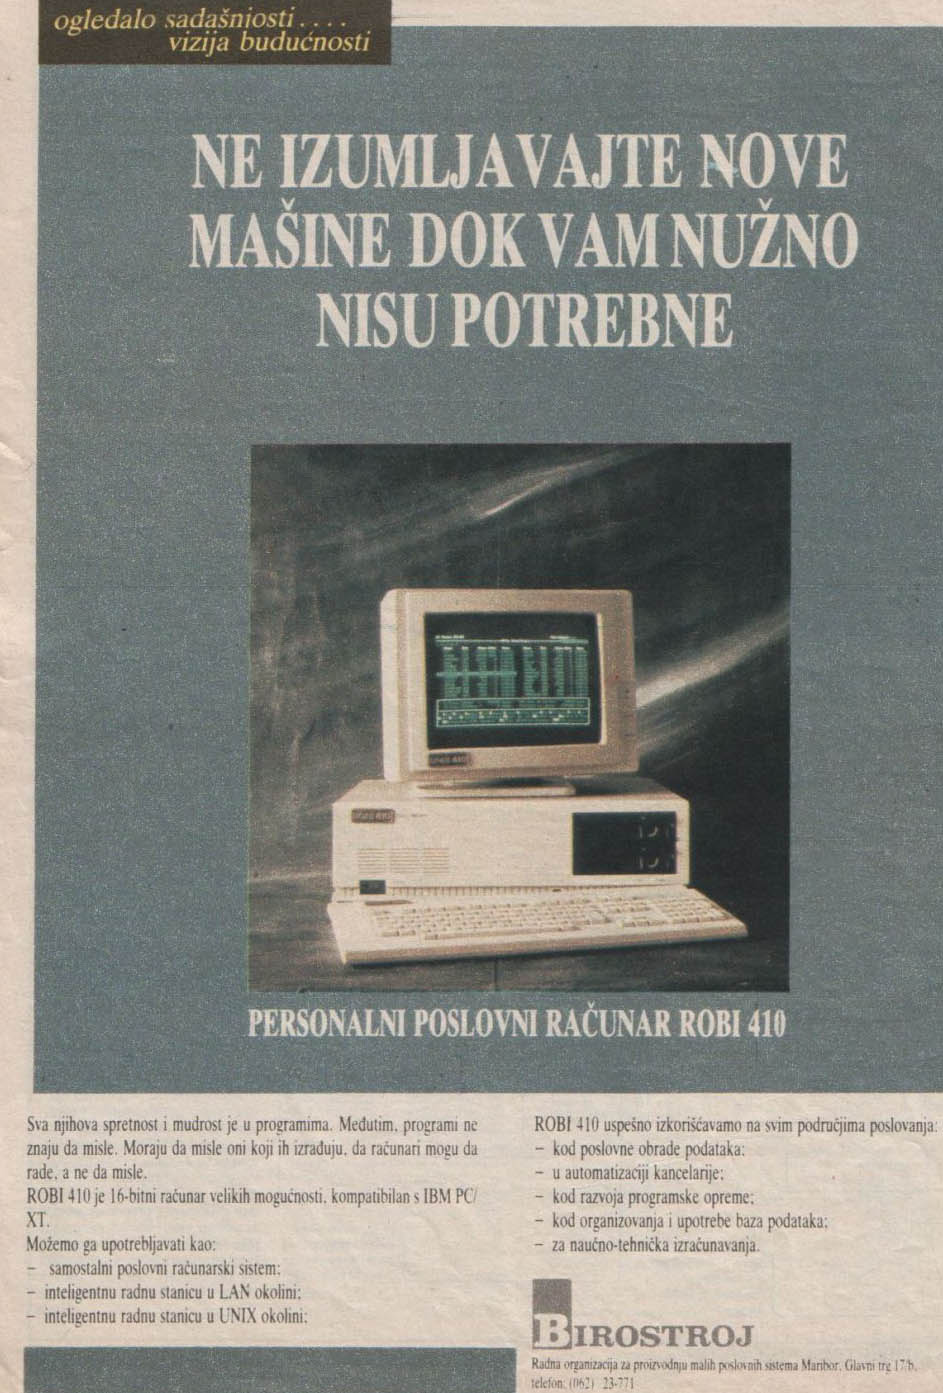 ogledalo sadašnjosti . . . .
vizija budućnosti
NE IZUMLJAVAJTE NOVE
MAŠINE DOK VAM NUŽNO
NISU POTREBNE
ROBI 410
PERSONALNI POSLOVNI RAČUNAR ROBI 410
Sva njihova spretnost i mudrost je u programima. Međutim, programi ne
znaju da misle. Moraju da misle oni koji ih izrađuju, da računari mogu da
rade, a ne da misle.
ROBI 410 je 16-bitni računar velikih mogućnosti, kompatibilan s IBM PC/
XT.
Možemo ga upotrebljavati kao:
– samostalni poslovni računarski sistem;
– inteligentnu radnu stanicu u LAN okolini;
– inteligentnu radnu stanicu u UNIX okolini;
ROBI 410 uspešno izkorišćavamo na svim područjima poslovanja:
– kod poslovne obrade podataka;
– u automatizaciji kancelarije;
– kod razvoja programske opreme;
– kod organizovanja i upotrebe baza podataka;
– za naučno-tehnička izračunavanja.
BIROSTROJ
Radna organizacija za proizvodnju malih poslovnih sistema Maribor, Glavni trg 17/b,
telefon: (062) 23-771